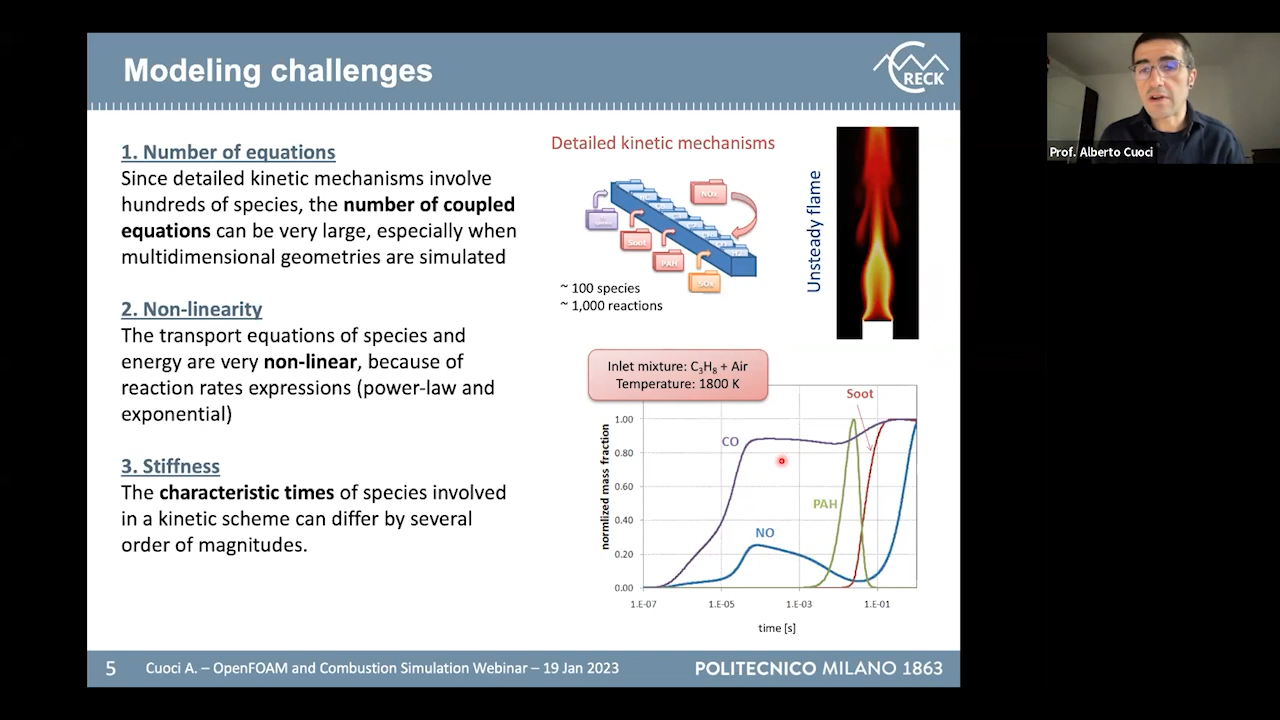 Modeling challenges
CRECK
1. Number of equations
Since detailed kinetic mechanisms involve
hundreds of species, the number of coupled
equations can be very large, especially when
multidimensional geometries are simulated
2. Non-linearity
The transport equations of species and
energy are very non-linear, because of
reaction rates expressions (power-law and
exponential)
3. Stiffness
The characteristic times of species involved
in a kinetic scheme can differ by several
order of magnitudes.
Detailed kinetic mechanisms
NOx
Soot
PAH
SOx
~ 100 species
~ 1,000 reactions
Unsteady flame
Inlet mixture: C₃H₈ + Air
Temperature: 1800 K
Soot
CO
PAH
NO
normlized mass fraction
1.00
0.80
0.60
0.40
0.20
0.00
1.E-07 1.E-05 1.E-03 1.E-01
time [s]
5 Cuoci A. – OpenFOAM and Combustion Simulation Webinar – 19 Jan 2023 POLITECNICO MILANO 1863
Prof. Alberto Cuoci